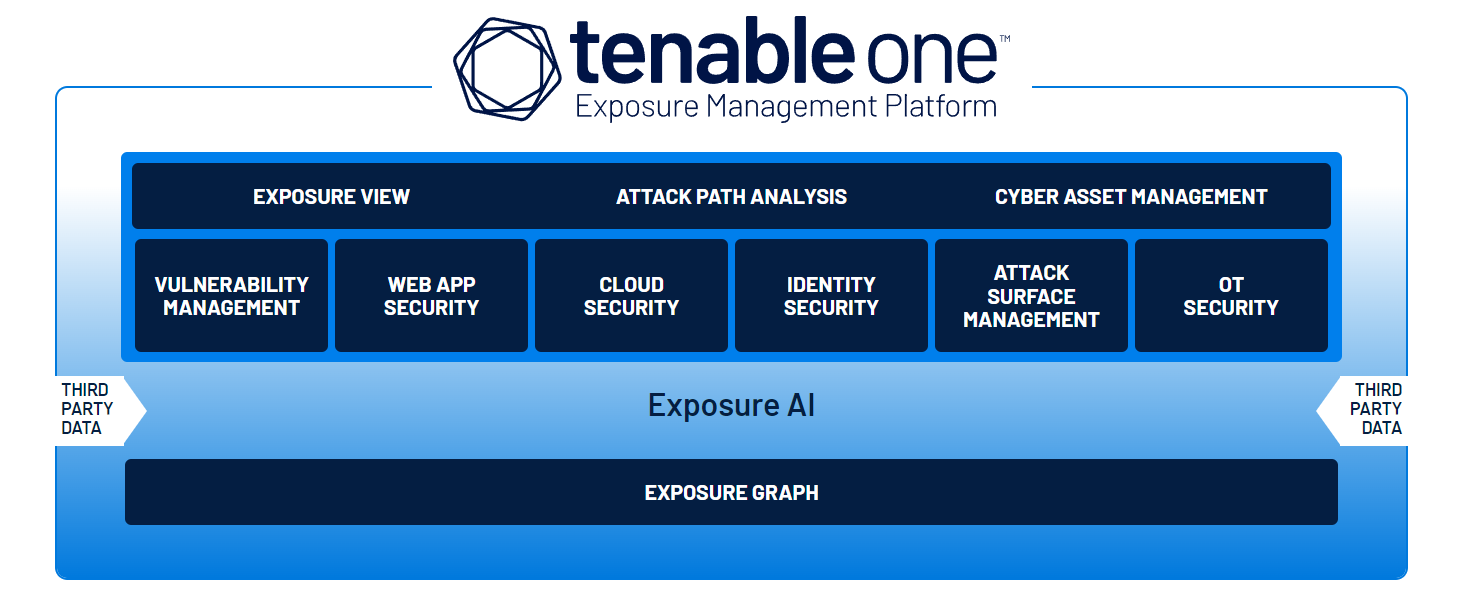 tenable one™
Exposure Management Platform
EXPOSURE VIEW
ATTACK PATH ANALYSIS
CYBER ASSET MANAGEMENT
VULNERABILITY
MANAGEMENT
WEB APP
SECURITY
CLOUD
SECURITY
IDENTITY
SECURITY
ATTACK
SURFACE
MANAGEMENT
OT
SECURITY
THIRD
PARTY
DATA
Exposure AI
THIRD
PARTY
DATA
EXPOSURE GRAPH